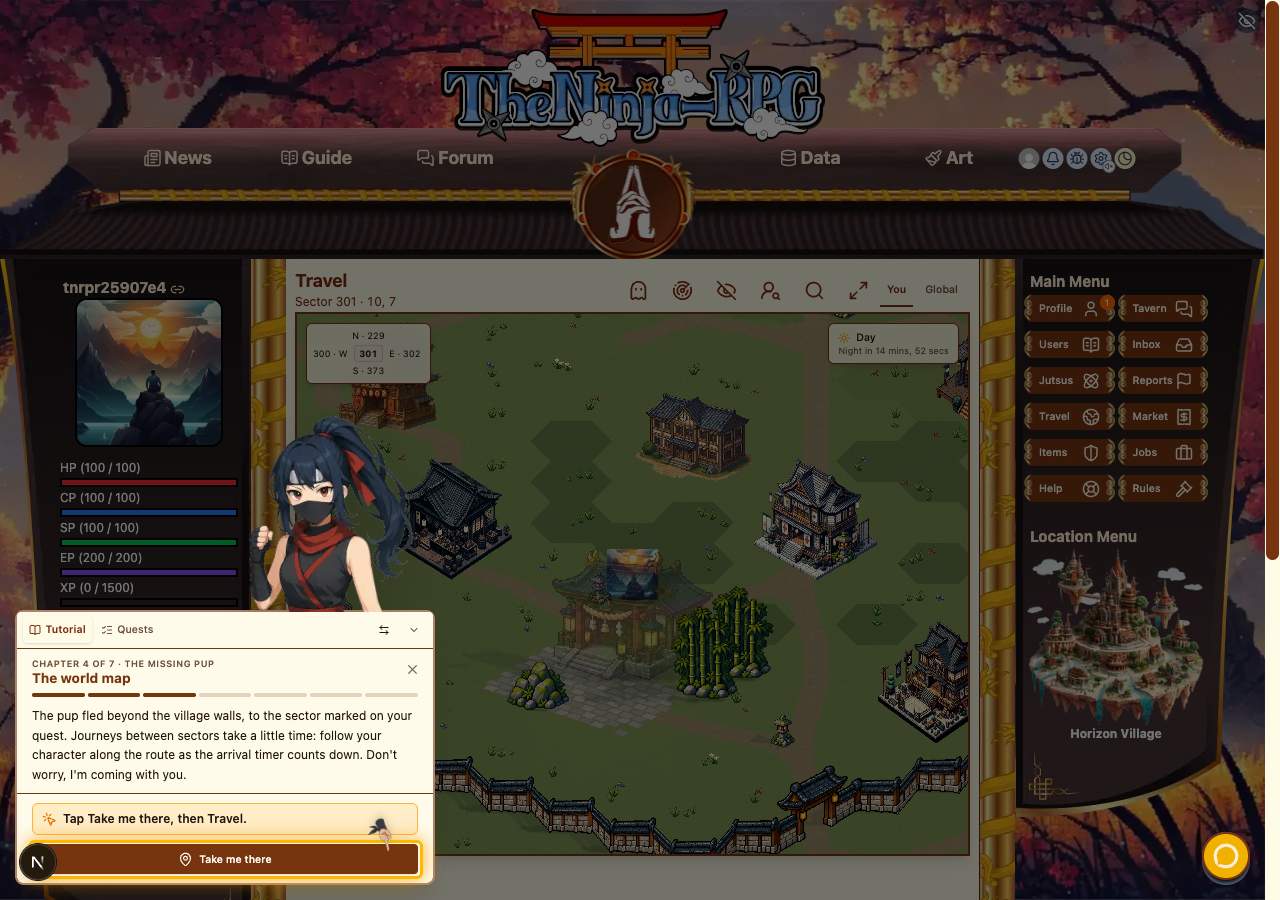 TheNinja-RPG
News
Guide
Forum
Data
Art
tnrpr25907e4
HP (100 / 100)
CP (100 / 100)
SP (100 / 100)
EP (200 / 200)
XP (0 / 1500)
Travel
Sector 301 · 10, 7
You
Global
N · 229
300 · W 301 E · 302
S · 373
Day
Night in 14 mins, 52 secs
Main Menu
Profile 1
Tavern
Users
Inbox
Jutsus
Reports
Travel
Market
Items
Jobs
Help
Rules
Location Menu
Horizon Village
Tutorial
Quests
CHAPTER 4 OF 7 · THE MISSING PUP
The world map
The pup fled beyond the village walls, to the sector marked on your
quest. Journeys between sectors take a little time: follow your
character along the route as the arrival timer counts down. Don't
worry, I'm coming with you.
Tap Take me there, then Travel.
N
Take me there